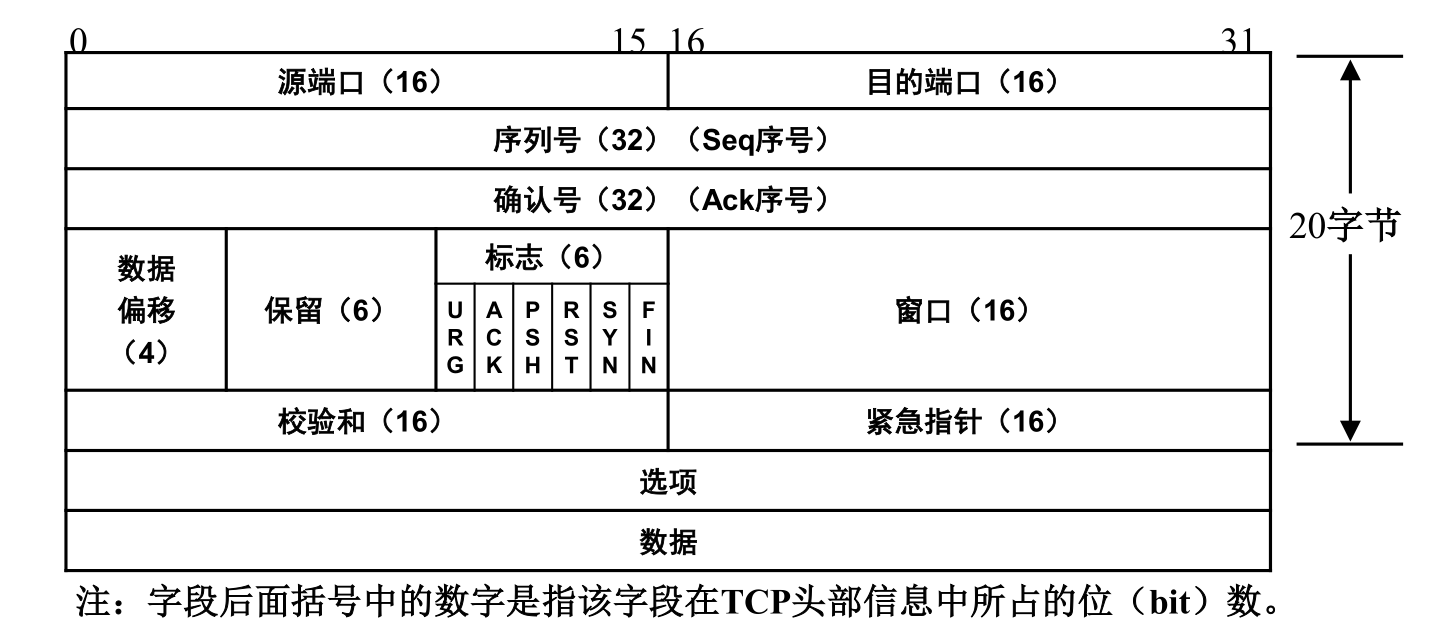 0 15 16 31
源端口（16） 目的端口（16）
序列号（32）（Seq序号）
确认号（32）（Ack序号）
20字节
数据偏移（4） 保留（6） 标志（6） 窗口（16）
URG ACK PSH RST SYN FIN
校验和（16） 紧急指针（16）
选项
数据
注：字段后面括号中的数字是指该字段在TCP头部信息中所占的位（bit）数。